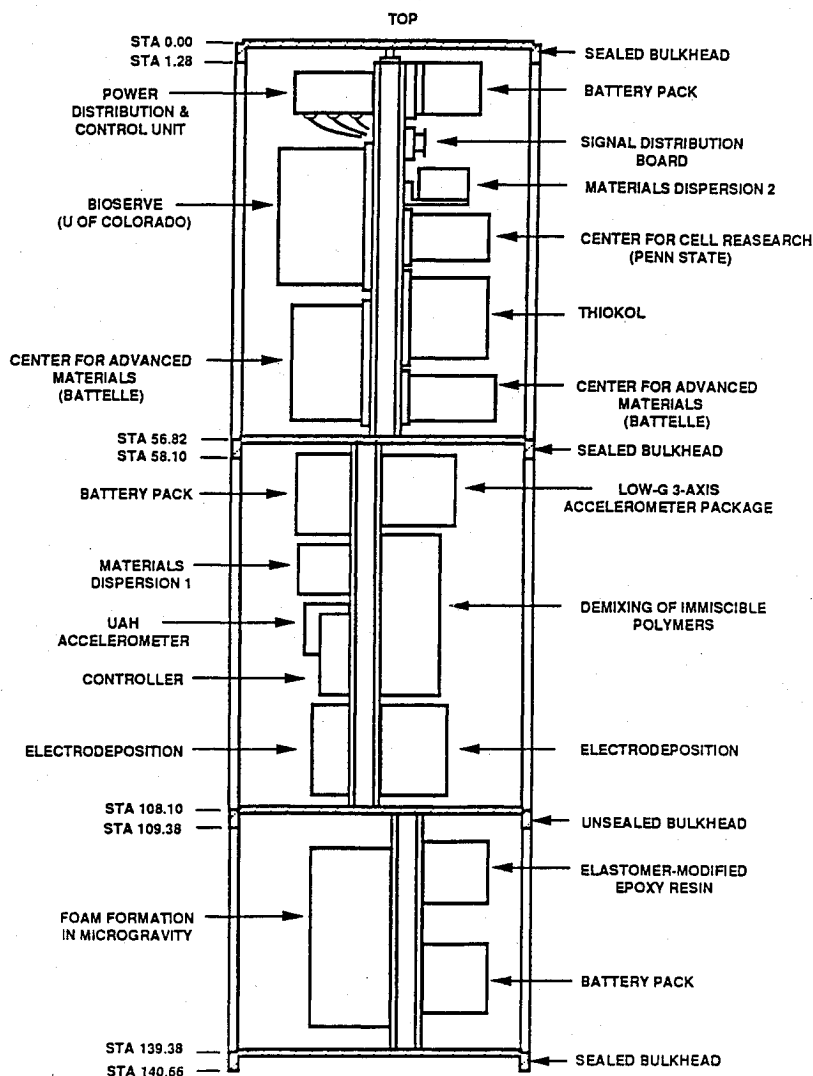 TOP
STA 0.00
STA 1.28
SEALED BULKHEAD
POWER
DISTRIBUTION &
CONTROL UNIT
BATTERY PACK
SIGNAL DISTRIBUTION
BOARD
MATERIALS DISPERSION 2
BIOSERVE
(U OF COLORADO)
CENTER FOR CELL REASEARCH
(PENN STATE)
THIOKOL
CENTER FOR ADVANCED
MATERIALS
(BATTELLE)
CENTER FOR ADVANCED
MATERIALS
(BATTELLE)
STA 56.82
STA 58.10
SEALED BULKHEAD
BATTERY PACK
LOW-G 3-AXIS
ACCELEROMETER PACKAGE
MATERIALS
DISPERSION 1
UAH
ACCELEROMETER
DEMIXING OF IMMISCIBLE
POLYMERS
CONTROLLER
ELECTRODEPOSITION
ELECTRODEPOSITION
STA 108.10
STA 109.38
UNSEALED BULKHEAD
ELASTOMER-MODIFIED
EPOXY RESIN
FOAM FORMATION
IN MICROGRAVITY
BATTERY PACK
STA 139.38
STA 140.66
SEALED BULKHEAD